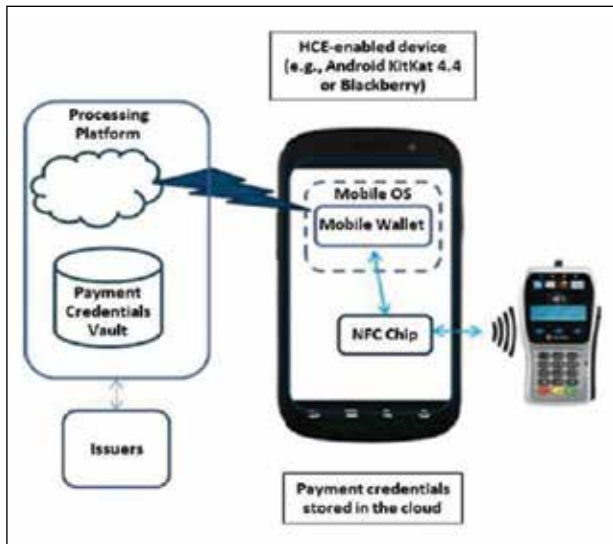 HCE-enabled device
(e.g., Android KitKat 4.4
or Blackberry)
Processing
Platform
Mobile OS
Mobile Wallet
Payment
Credentials
Vault
NFC Chip
Issuers
Payment credentials
stored in the cloud